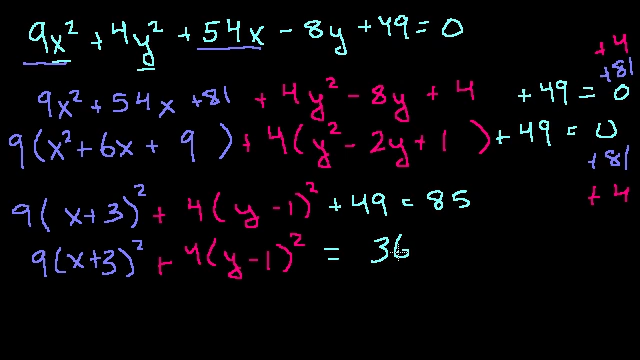 9x² + 4y² + 54x - 8y + 49 = 0
+4
+81
9x² + 54x + 81 + 4y² - 8y + 4 + 49 = 0
9(x² + 6x + 9) + 4(y² - 2y + 1) + 49 = 0
+81
+4
9(x+3)² + 4(y-1)² + 49 = 85
9(x+3)² + 4(y-1)² = 36